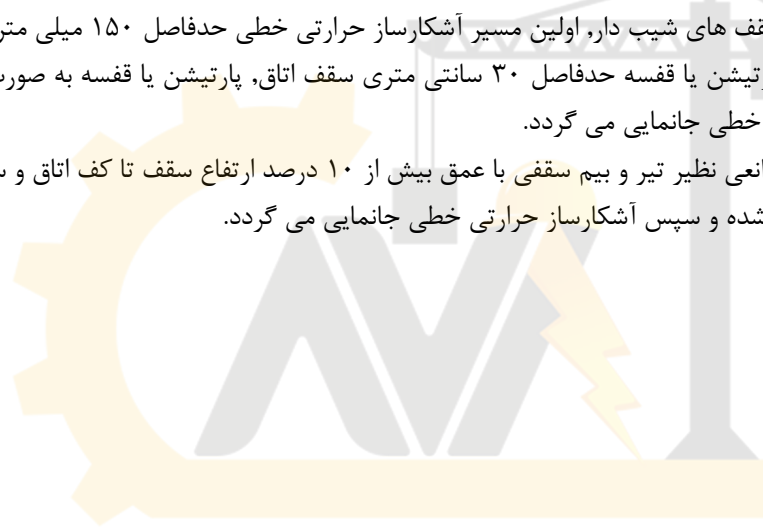 قف های شیب دار, اولین مسیر آشکارساز حرارتی خطی حدفاصل ۱۵۰ میلی متر
رتیشن یا قفسه حدفاصل ۳۰ سانتی متری سقف اتاق, پارتیشن یا قفسه به صور
خطی جانمایی می گردد.
انعی نظیر تیر و بیم سقفی با عمق بیش از ۱۰ درصد ارتفاع سقف تا کف اتاق و س
شده و سپس آشکارساز حرارتی خطی جانمایی می گردد.